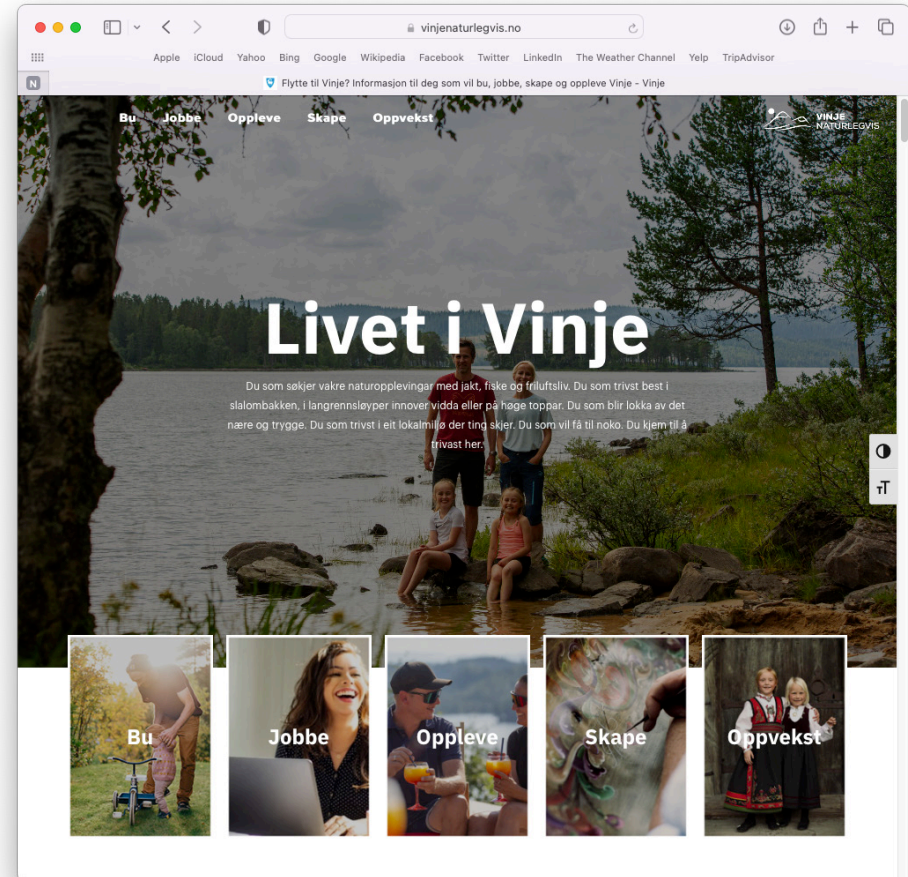 vinjenaturlegvis.no
Apple iCloud Yahoo Bing Google Wikipedia Facebook Twitter LinkedIn The Weather Channel Yelp TripAdvisor
N
Flytte til Vinje? Informasjon til deg som vil bu, jobbe, skape og oppleve Vinje - Vinje
Bu Jobbe Oppleve Skape Oppvekst
VINJE
NATURLEGVIS
Livet i Vinje
Du som søkjer vakre naturopplevingar med jakt, fiske og friluftsliv. Du som trivst best i
slalombakken, i langrennsløyper innover vidda eller på høge toppar. Du som blir lokka av det
nære og trygge. Du som trivst i eit lokalmiljø der ting skjer. Du som vil få til noko. Du kjem til å
trivast her.
TT
Bu Jobbe Oppleve Skape Oppvekst